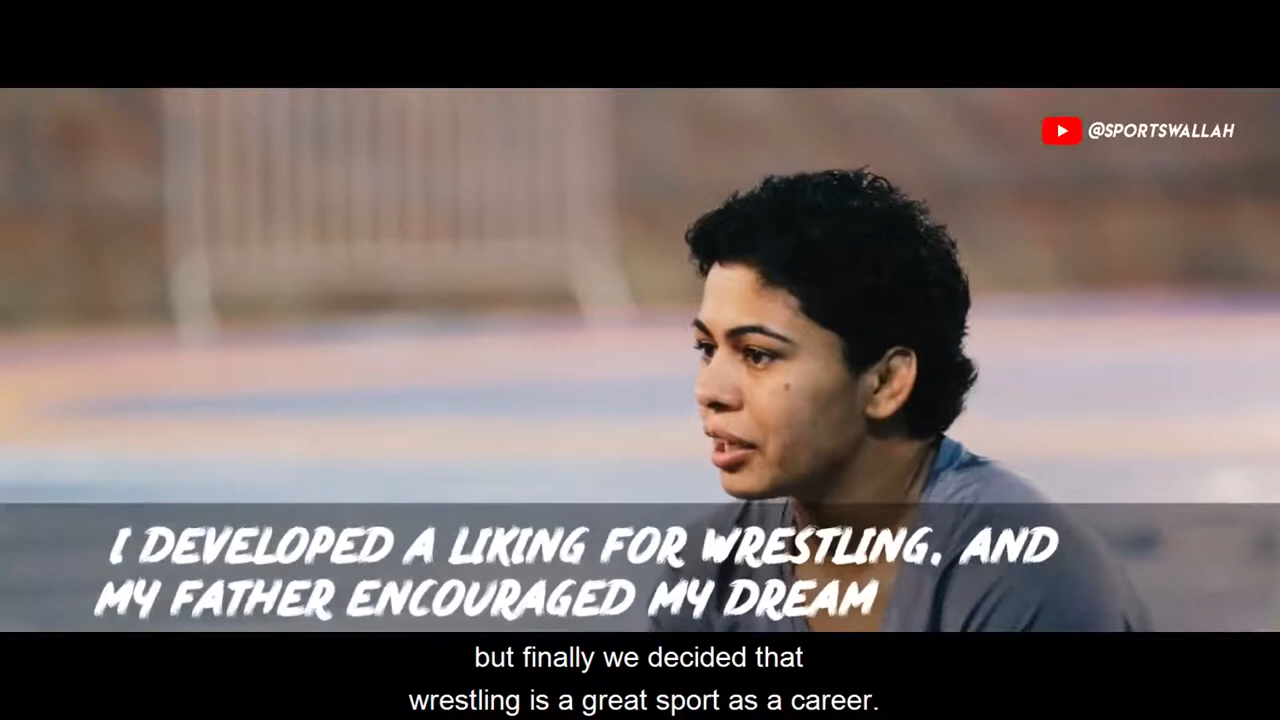 @SPORTSWALLAH
I DEVELOPED A LIKING FOR WRESTLING. AND
MY FATHER ENCOURAGED MY DREAM
but finally we decided that
wrestling is a great sport as a career.